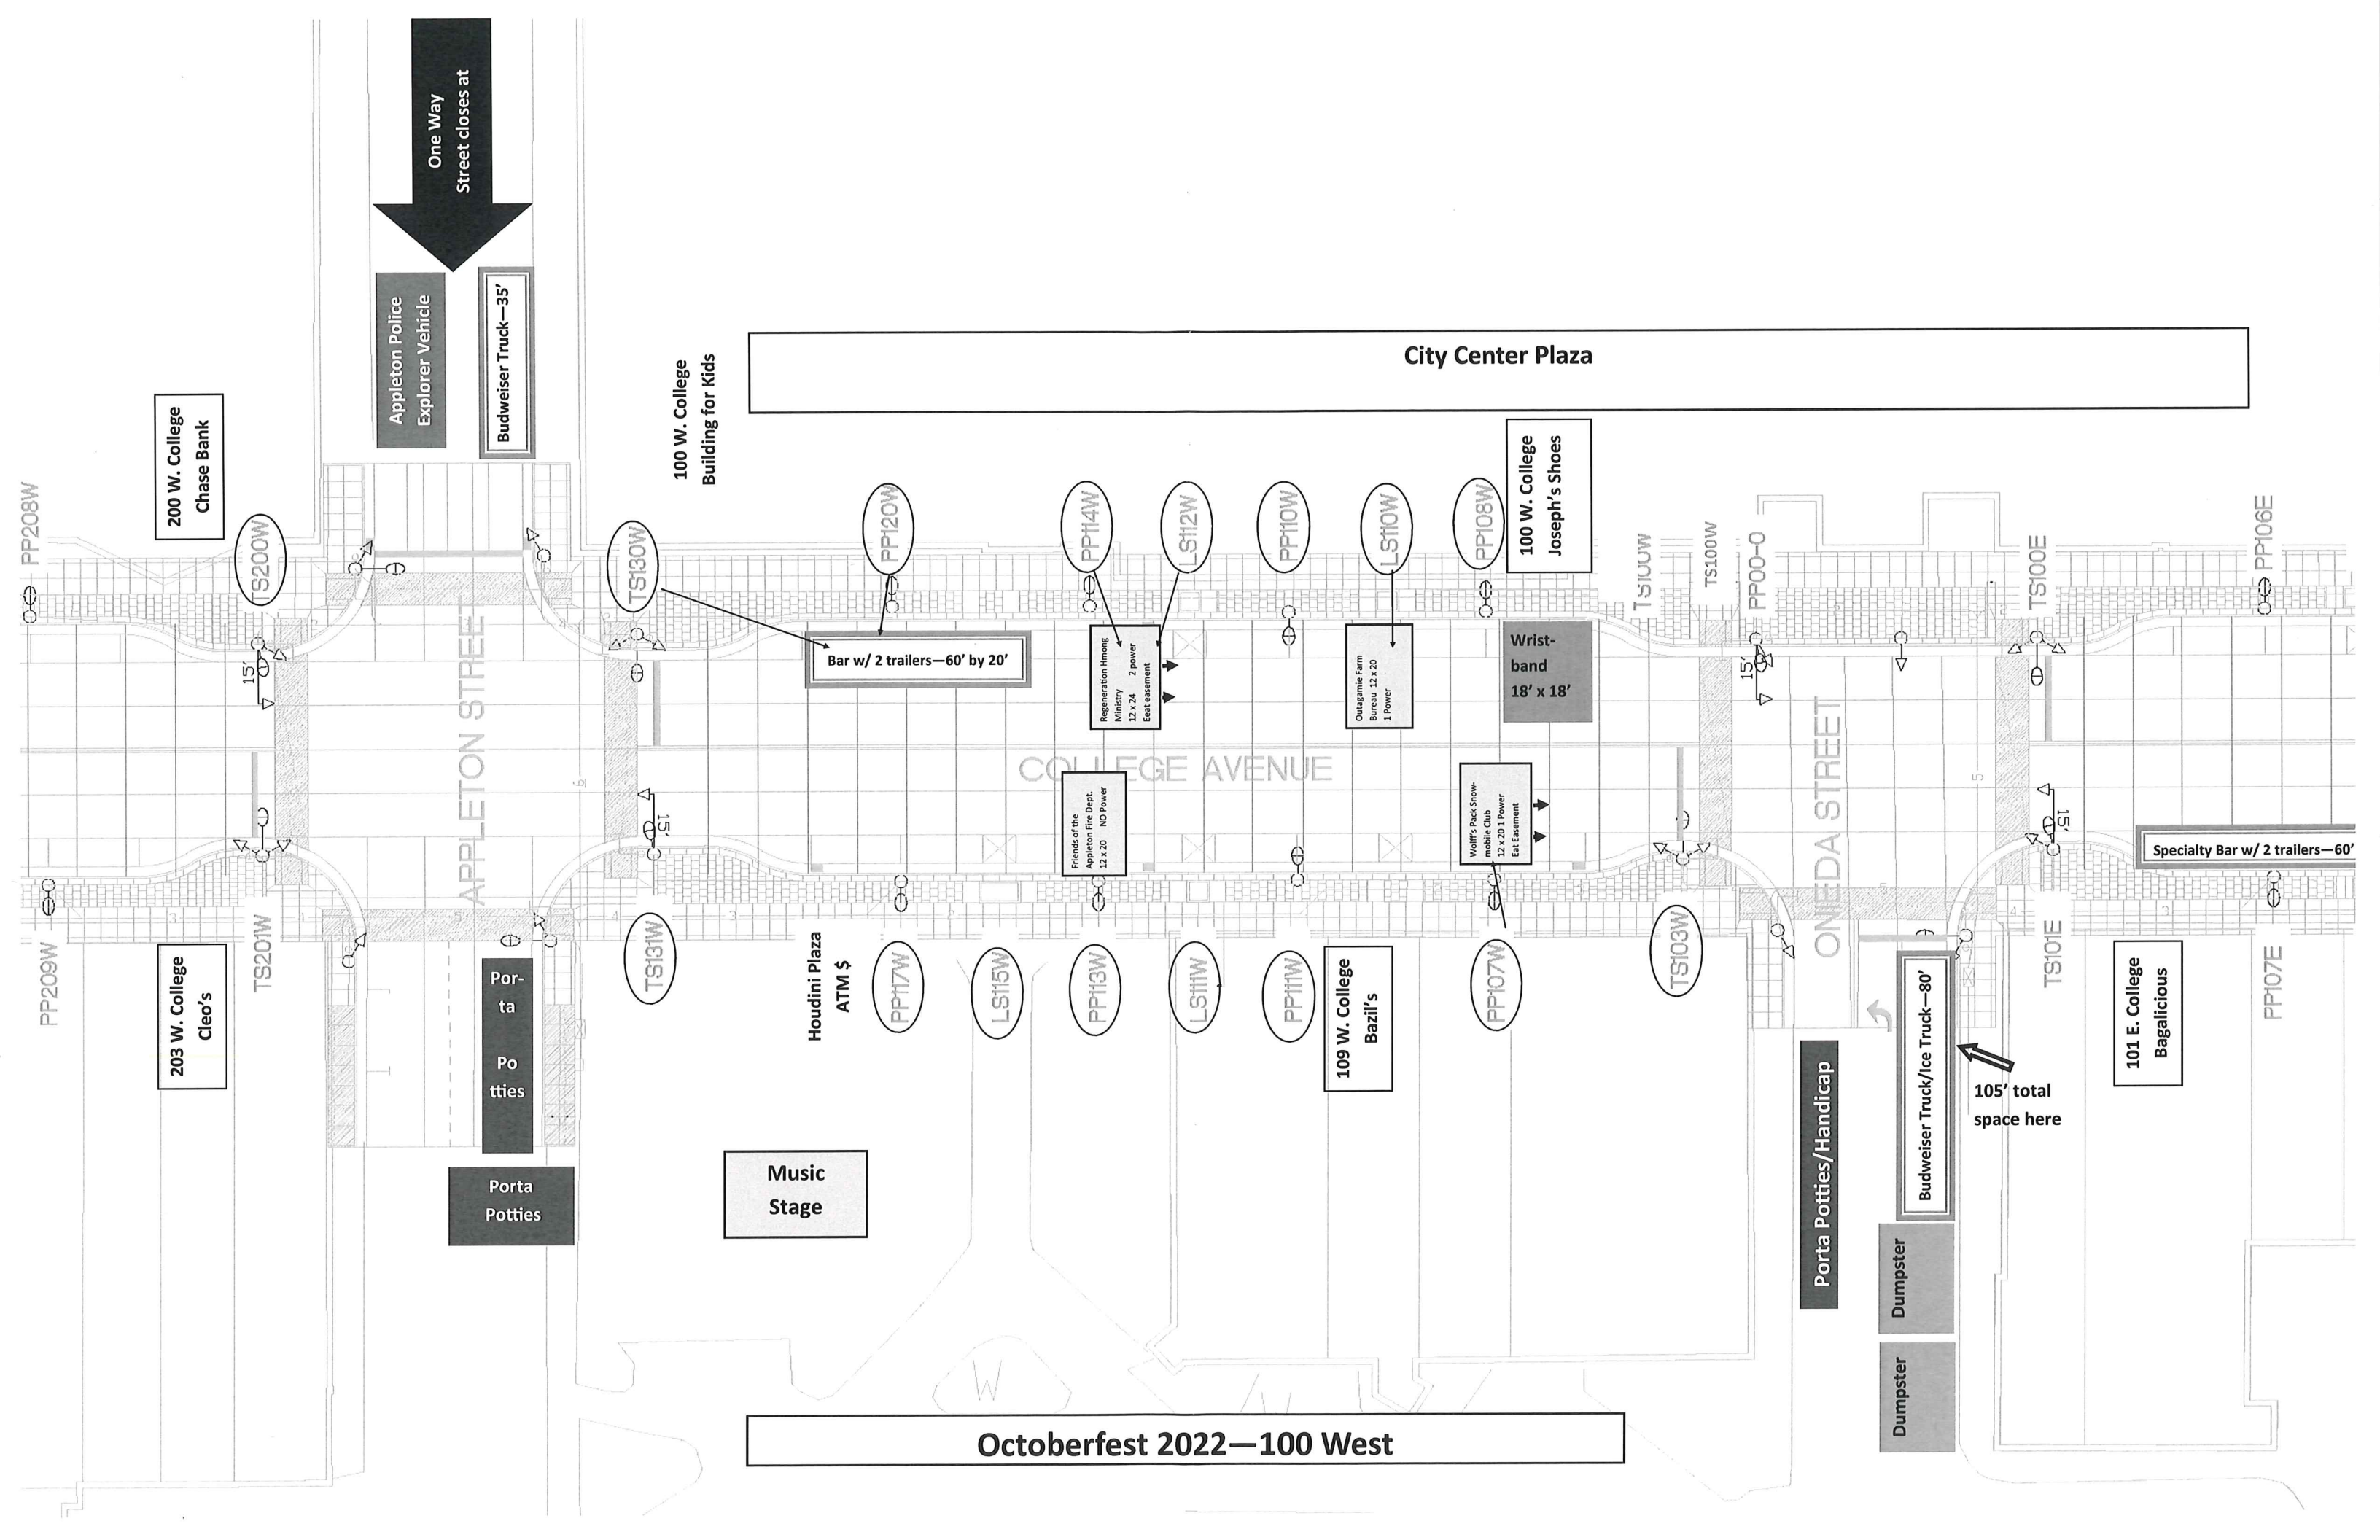 One Way
Street closes at
Appleton Police
Explorer Vehicle
Budweiser Truck—35’
City Center Plaza
100 W. College
Building for Kids
200 W. College
Chase Bank
100 W. College
Joseph’s Shoes
PP208W
TS200W
TS130W
PP120W
PP114W
LS112W
PP110W
LS110W
PP108W
TS100W
TS100W
PP00-O
TS100E
PP106E
15'
15'
Bar w/ 2 trailers—60’ by 20’
Regeneration Hmong
Ministry
12 x 24 2 power
Eeat easement
Outagamie Farm
Bureau 12 x 20
1 Power
Wrist-
band
18’ x 18’
APPLETON STREET
COLLEGE AVENUE
ONEDA STREET
Friends of the
Appleton Fire Dept.
12 x 20 NO Power
Wolff’s Pack Snow-
mobile Club
12 x 20 1 Power
Eat Easement
15'
15'
Specialty Bar w/ 2 trailers—60’
PP209W
TS201W
TS131W
PP117W
LS115W
PP113W
LS111W
PP111W
PP107W
TS103W
TS101E
PP107E
203 W. College
Cleo’s
Houdini Plaza
ATM $
109 W. College
Bazil’s
101 E. College
Bagalicious
Por-
ta
Po
tties
Porta
Potties
Music
Stage
Porta Potties/Handicap
Budweiser Truck/Ice Truck—80’
105’ total
space here
Dumpster
Dumpster
Octoberfest 2022—100 West